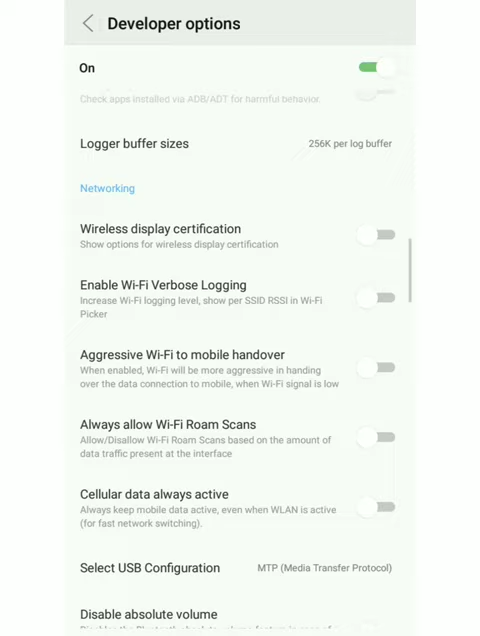 Developer options
On
Check apps installed via ADB/ADT for harmful behavior.
Logger buffer sizes
256K per log buffer
Networking
Wireless display certification
Show options for wireless display certification
Enable Wi-Fi Verbose Logging
Increase Wi-Fi logging level, show per SSID RSSI in Wi-Fi
Picker
Aggressive Wi-Fi to mobile handover
When enabled, Wi-Fi will be more aggressive in handing
over the data connection to mobile, when Wi-Fi signal is low
Always allow Wi-Fi Roam Scans
Allow/Disallow Wi-Fi Roam Scans based on the amount of
data traffic present at the interface
Cellular data always active
Always keep mobile data active, even when WLAN is active
(for fast network switching).
Select USB Configuration
MTP (Media Transfer Protocol)
Disable absolute volume